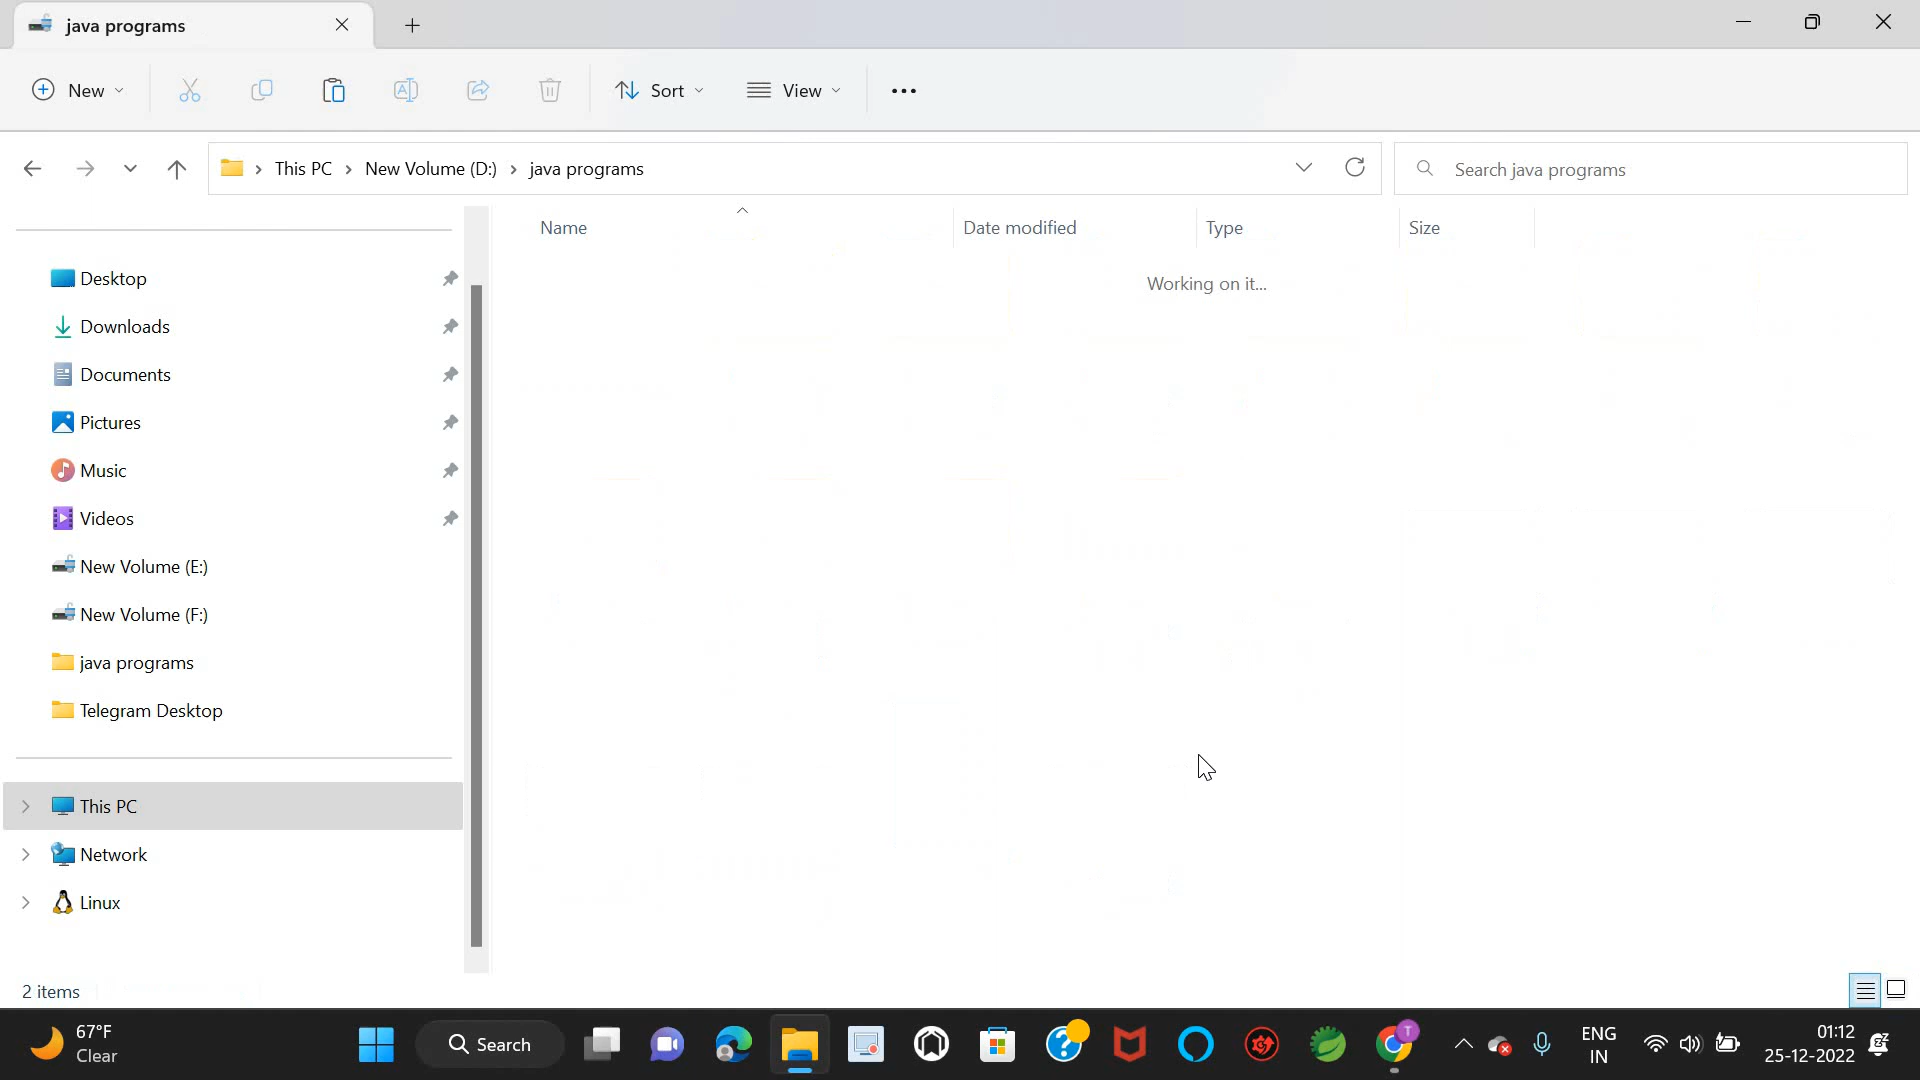 java programs
New
Sort
View
This PC
New Volume (D:)
java programs
Search java programs
Name
Date modified
Type
Size
Working on it...
Desktop
Downloads
Documents
Pictures
Music
Videos
New Volume (E:)
New Volume (F:)
java programs
Telegram Desktop
This PC
Network
Linux
2 items
67°F
Clear
Search
T
ENG
IN
01:12
25-12-2022